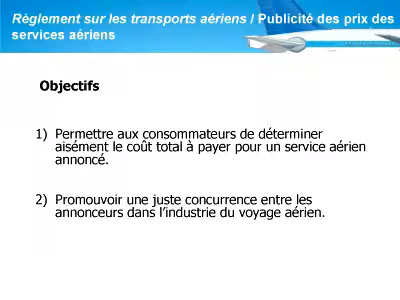 Règlement sur les transports aériens / Publicité des prix des
services aériens
Objectifs
1) Permettre aux consommateurs de déterminer
aisément le coût total à payer pour un service aérien
annoncé.
2) Promouvoir une juste concurrence entre les
annonceurs dans l'industrie du voyage aérien.